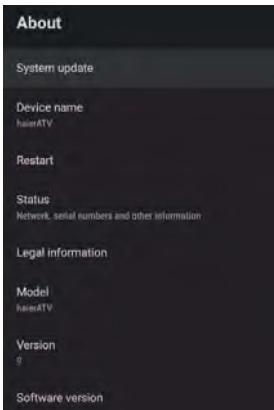 About
System update
Device name
haierATV
Restart
Status
Network, serial numbers and other information
Legal information
Model
haierATV
Version
9
Software version